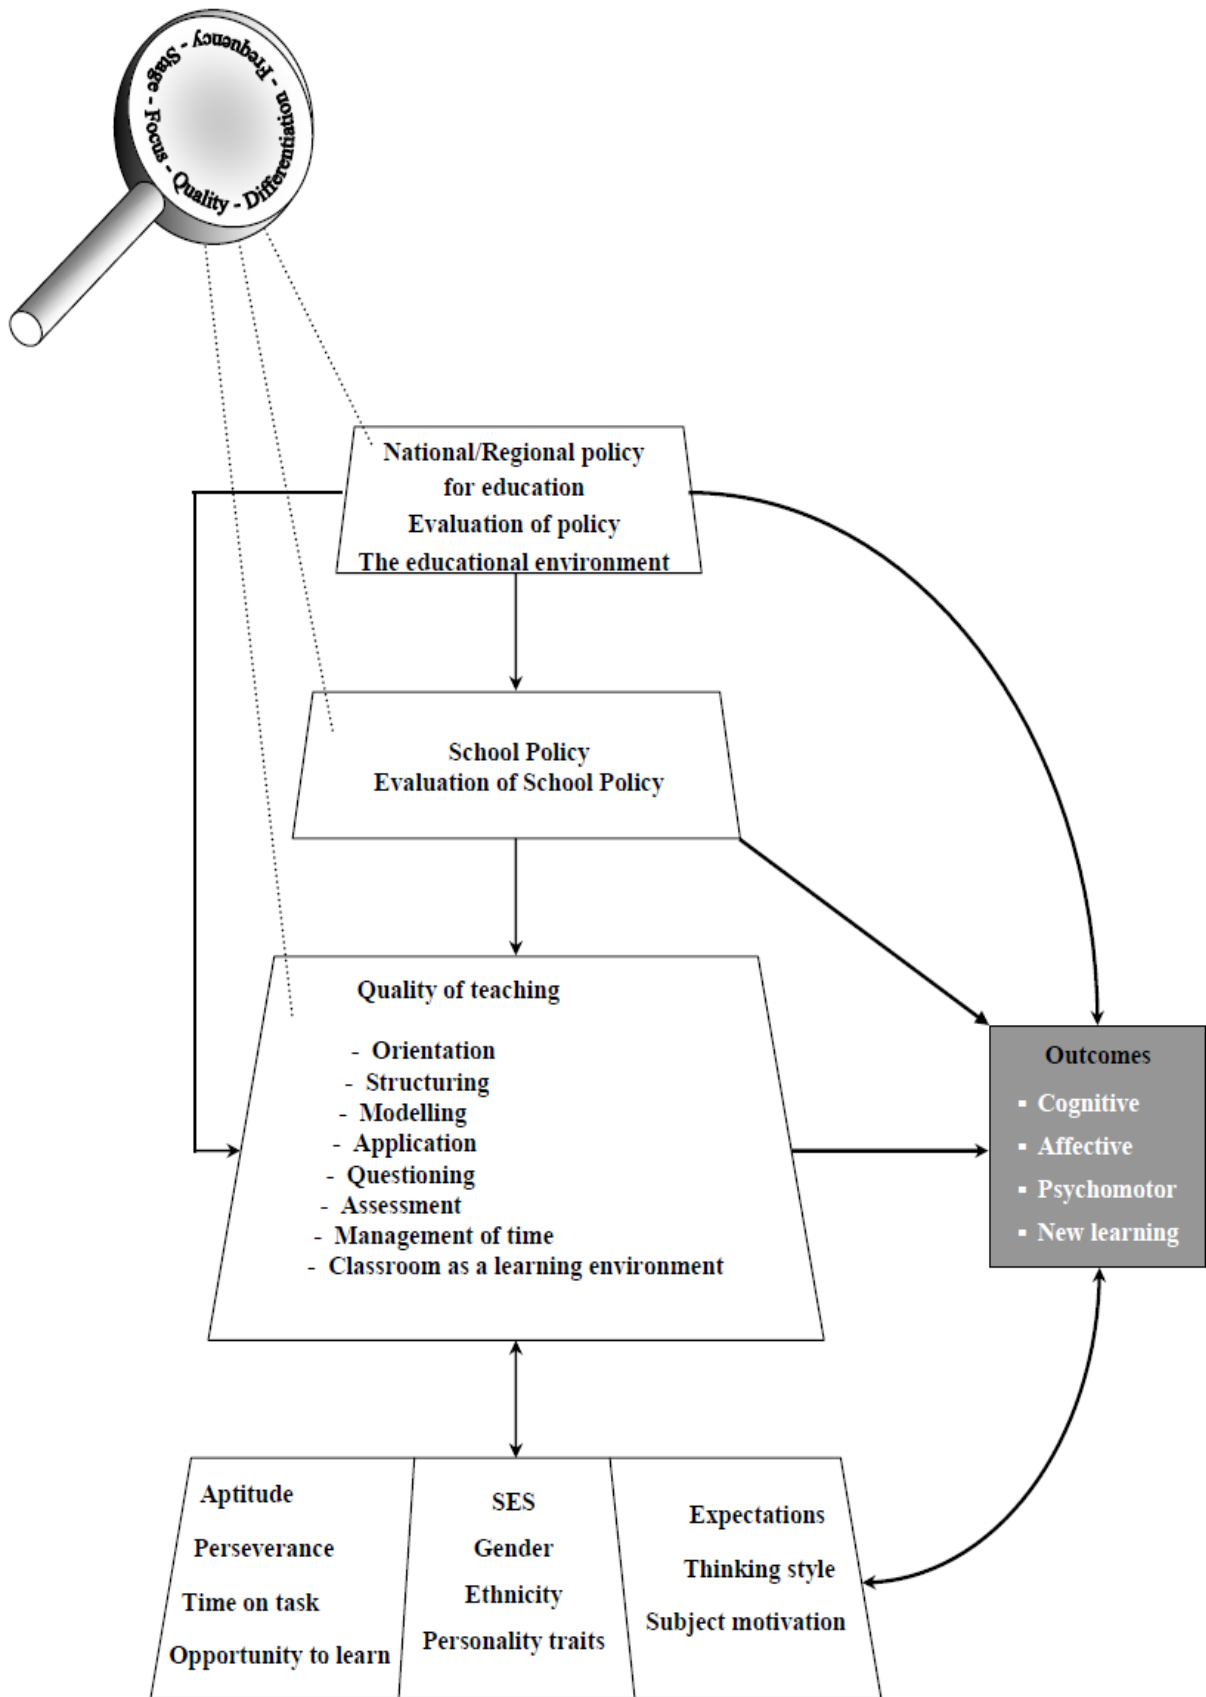 Stage - Focus - Quality - Differentiation - Frequency -
National/Regional policy
for education
Evaluation of policy
The educational environment
School Policy
Evaluation of School Policy
Quality of teaching
- Orientation
- Structuring
- Modelling
- Application
- Questioning
- Assessment
- Management of time
- Classroom as a learning environment
Outcomes
▪ Cognitive
▪ Affective
▪ Psychomotor
▪ New learning
Aptitude
Perseverance
Time on task
Opportunity to learn
SES
Gender
Ethnicity
Personality traits
Expectations
Thinking style
Subject motivation